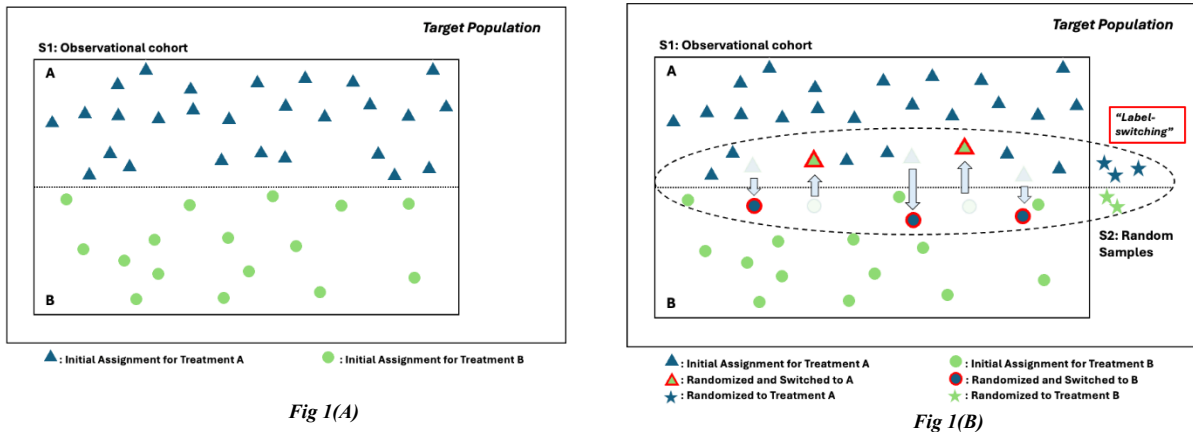 Target Population
S1: Observational cohort
A
B
: Initial Assignment for Treatment A
: Initial Assignment for Treatment B
Fig 1(A)
Target Population
S1: Observational cohort
A
"Label-
switching"
S2: Random
Samples
B
: Initial Assignment for Treatment A
: Initial Assignment for Treatment B
: Randomized and Switched to A
: Randomized and Switched to B
: Randomized to Treatment A
: Randomized to Treatment B
Fig 1(B)